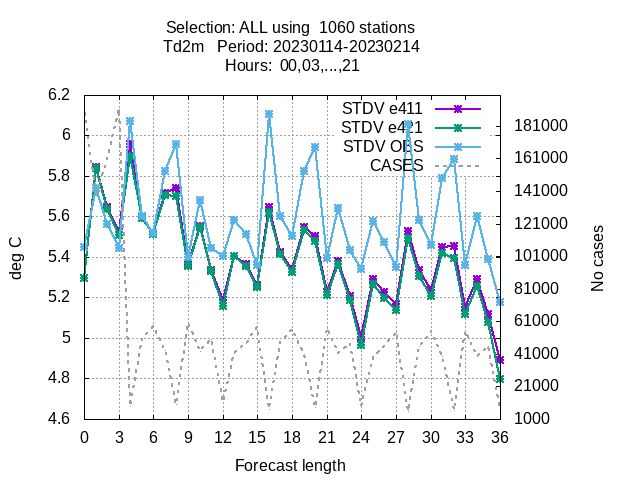 Selection: ALL using 1060 stations
Td2m Period: 20230114-20230214
Hours: 00,03,...,21
STDV e411
STDV e421
STDV OBS
CASES
6.2
6
5.8
5.6
5.4
5.2
5
4.8
4.6
deg C
181000
161000
141000
121000
101000
81000
61000
41000
21000
1000
No cases
0 3 6 9 12 15 18 21 24 27 30 33 36
Forecast length